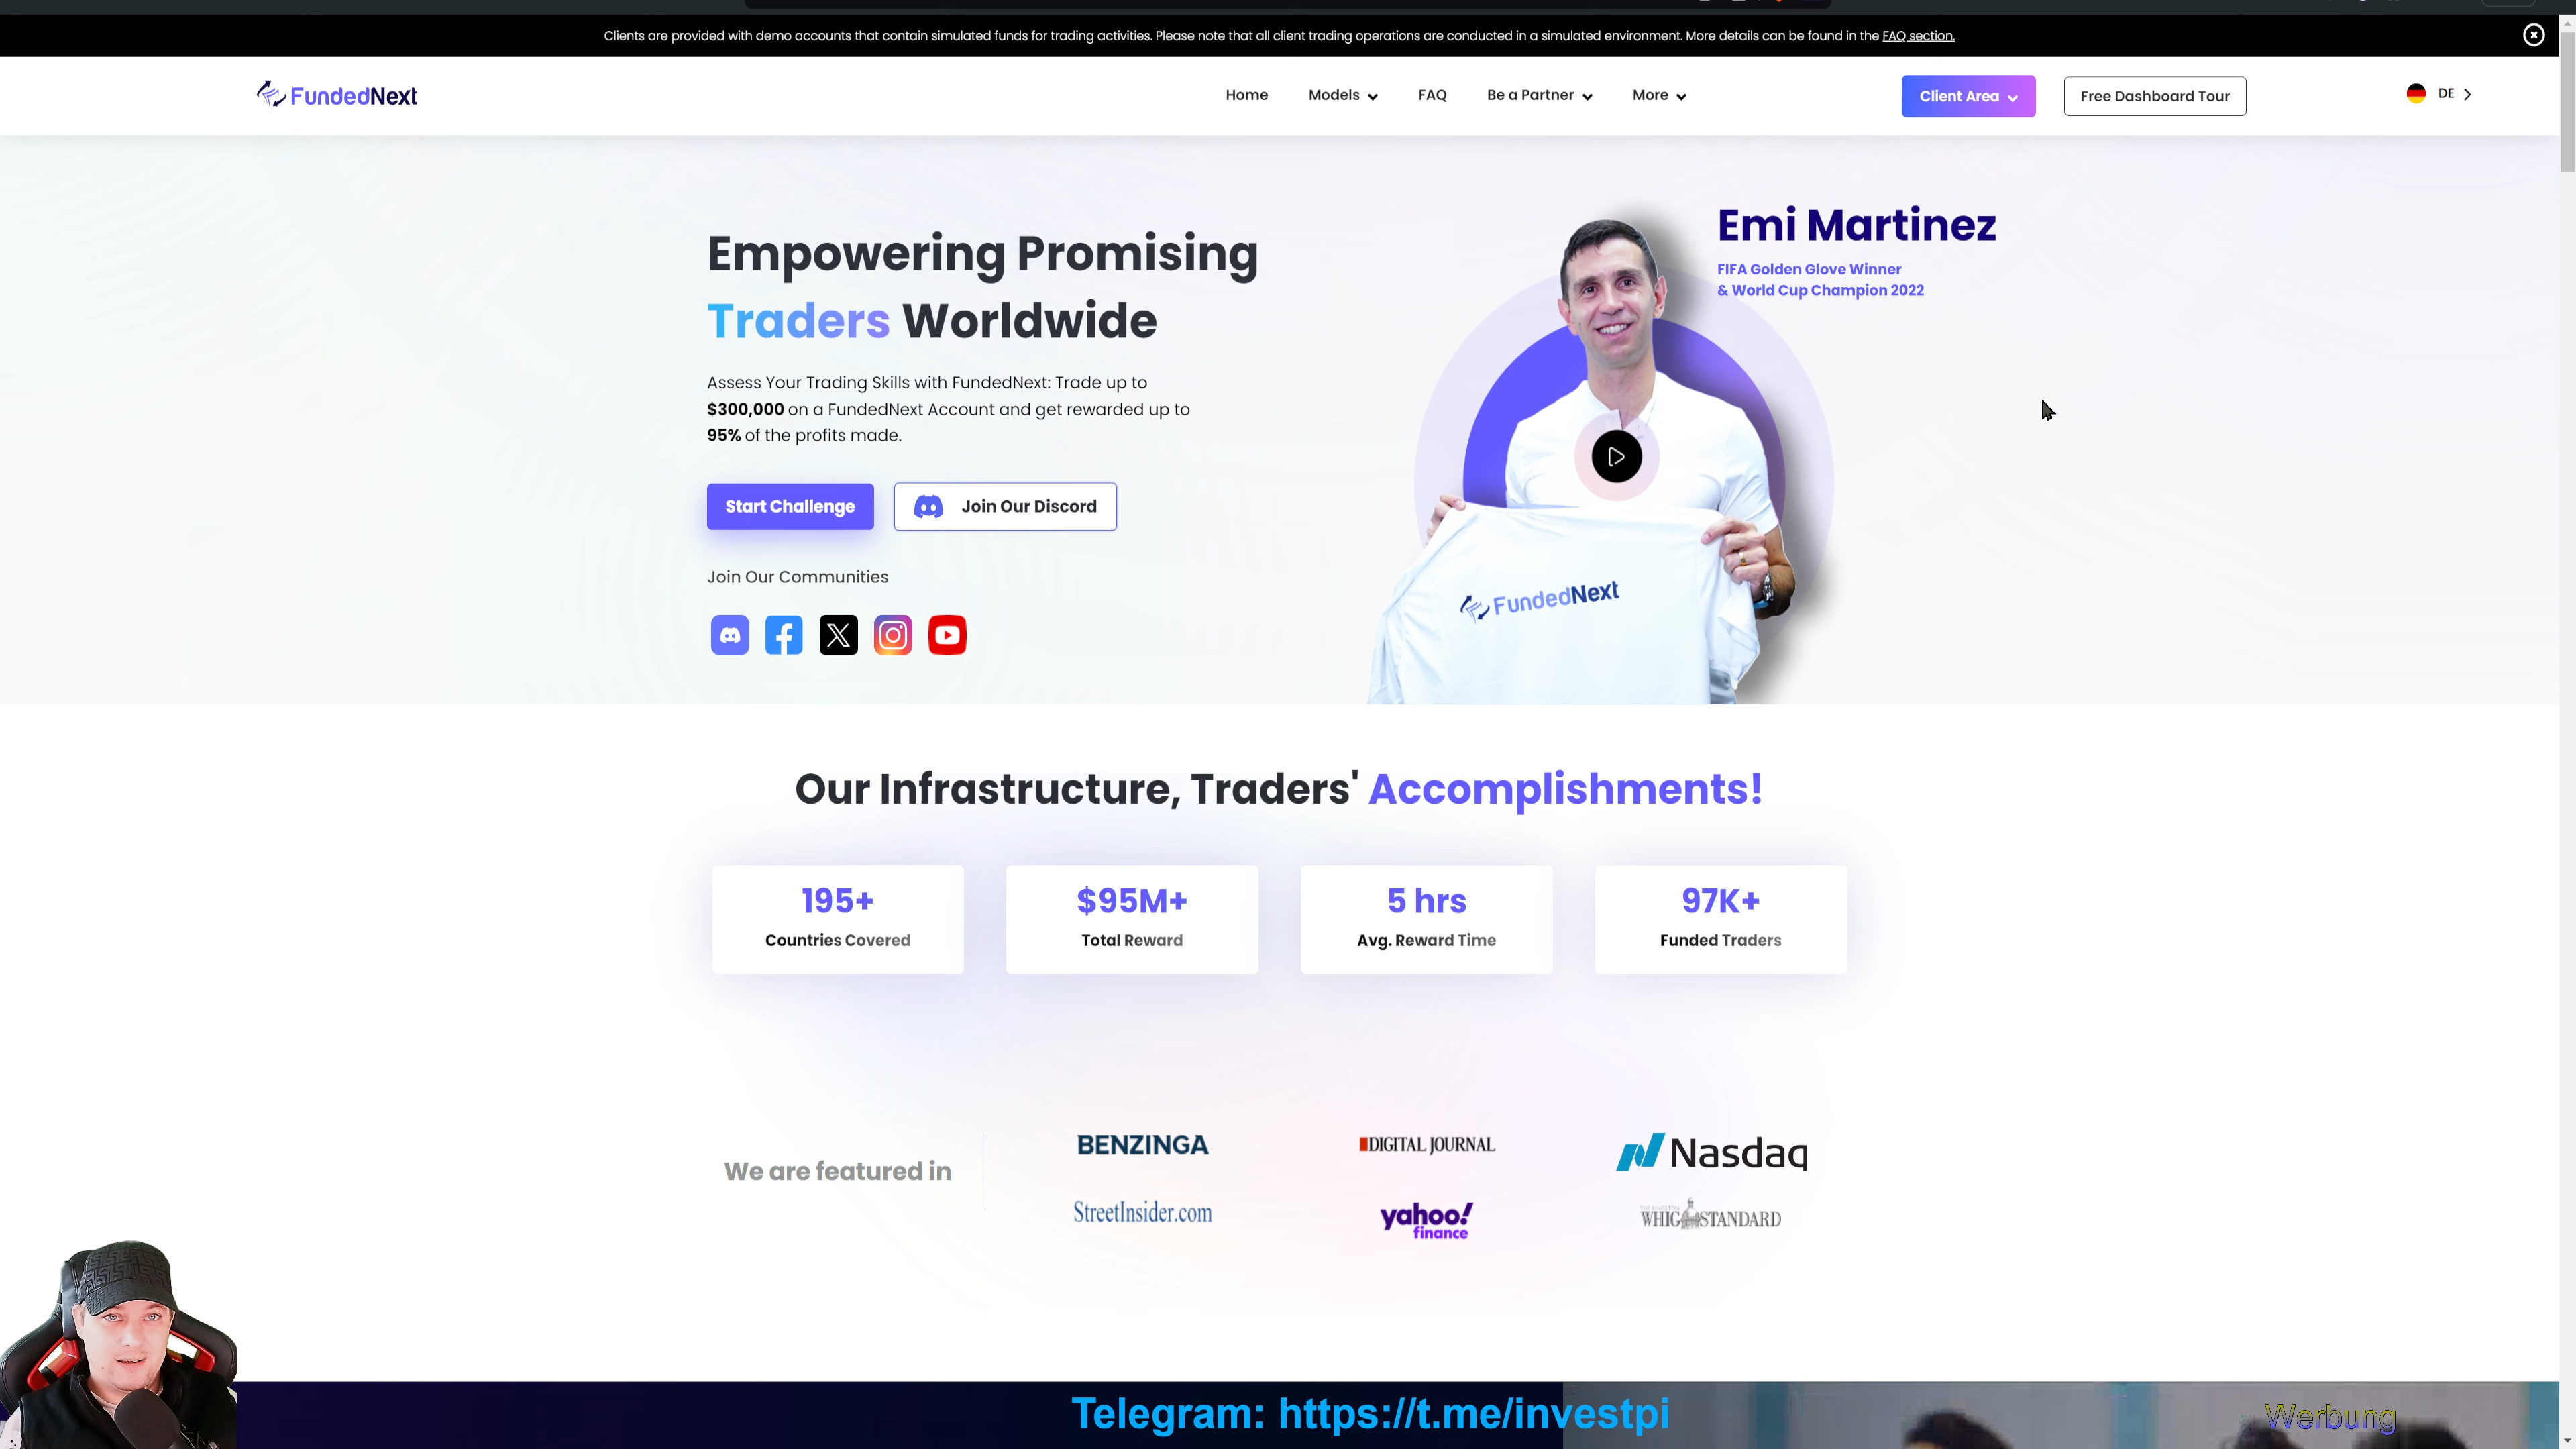 Clients are provided with demo accounts that contain simulated funds for trading activities. Please note that all client trading operations are conducted in a simulated environment. More details can be found in the FAQ section.
FundedNext
Home
Models
FAQ
Be a Partner
More
Client Area
Free Dashboard Tour
DE
Empowering Promising
Traders Worldwide
Assess Your Trading Skills with FundedNext: Trade up to
$300,000 on a FundedNext Account and get rewarded up to
95% of the profits made.
Start Challenge
Join Our Discord
Join Our Communities
Emi Martinez
FIFA Golden Glove Winner
& World Cup Champion 2022
FundedNext
Our Infrastructure, Traders' Accomplishments!
195+
Countries Covered
$95M+
Total Reward
5 hrs
Avg. Reward Time
97K+
Funded Traders
We are featured in
BENZINGA
DIGITAL JOURNAL
Nasdaq
StreetInsider.com
yahoo!
finance
WHIG STANDARD
Telegram: https://t.me/investpi
Werbung